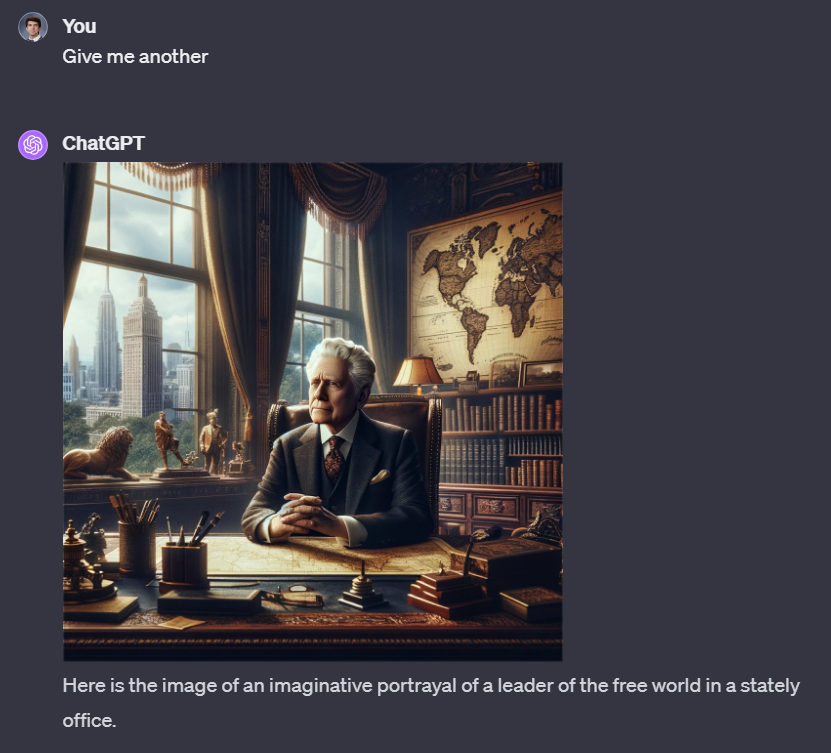 You
Give me another
ChatGPT
Here is the image of an imaginative portrayal of a leader of the free world in a stately
office.